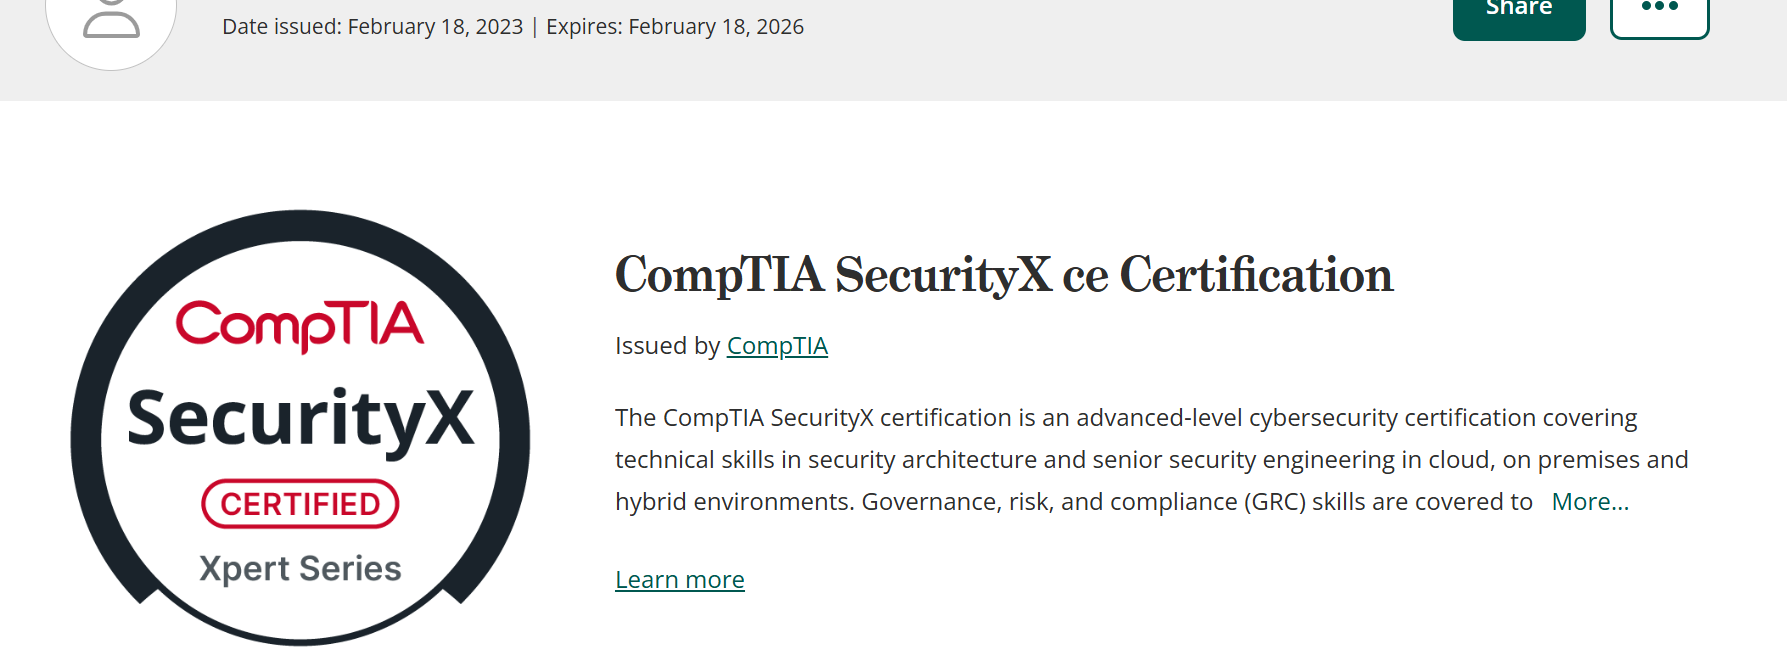 Share
Date issued: February 18, 2023 | Expires: February 18, 2026
CompTIA
SecurityX
CERTIFIED
Xpert Series
CompTIA SecurityX ce Certification
Issued by CompTIA
The CompTIA SecurityX certification is an advanced-level cybersecurity certification covering
technical skills in security architecture and senior security engineering in cloud, on premises and
hybrid environments. Governance, risk, and compliance (GRC) skills are covered to More...
Learn more